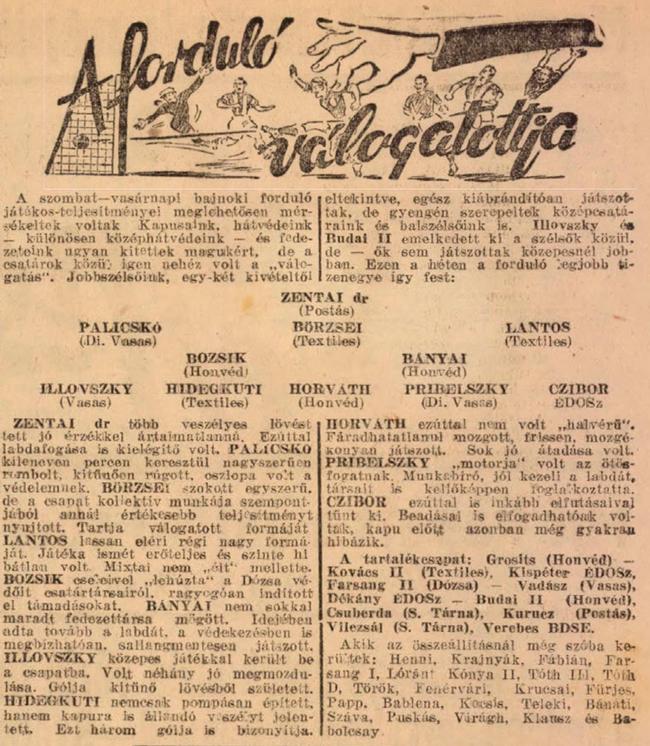 A forduló
válogatottja
A szombat—vasárnapi bajnoki forduló
játékos-teljesítményei meglehetősen mér-
sékeltek voltak Kapusaink, hátvédeink
— különösen középhátvédeink — és fede-
zeteink ugyan kitettek magukért, de a
csatárok közül igen nehéz volt a „válo-
gatás“. Jobbszélsőink, egy-két kivételtől
eltekintve, egész kiábrándítóan játszot-
tak, de gyengén szerepeltek középcsatá-
raink és balszélsőink is. Illovszky és
Budai II emelkedett ki a szélsők közül,
de — ők sem játszottak közepesnél job-
ban. Ezen a héten a forduló legjobb ti-
zenegye így fest:
ZENTAI dr
(Postás)
PALICSKÓ BÖRZSEI LANTOS
(Di. Vasas) (Textiles) (Textiles)
BOZSIK BÁNYAI
(Honvéd) (Honvéd)
ILLOVSZKY HIDEGKUTI HORVÁTH PRIBELSZKY CZIBOR
(Vasas) (Textiles) (Honvéd) (Di. Vasas) ÉDOSz
ZENTAI dr több veszélyes lövést
tett jó érzékkel ártalmatlanná. Ezúttal
labdafogása is kielégítő volt. PALICSKÓ
kilencven percen keresztül nagyszerűen
rombolt, kitűnően rúgott, oszlopa volt a
védelemnek. BÖRZSEI szokott egyszerű,
de a csapat kollektív munkája szempont-
jából annál értékesebb teljesítményt
nyujtott. Tartja válogatott formáját
LANTOS lassan eléri régi nagy formá-
ját. Játéka ismét erőteljes és szinte hi
bátlan volt. Mixtai nem „élt“ mellette.
BOZSIK cseleivel „lehúzta“ a Dózsa vé-
dőit csatártársairól, ragyogóan indított
el támadásokat. BÁNYAI nem sokkal
maradt fedezettársa mögött. Idejében
adta tovább a labdát, a védekezésben is
megbízhatóan, sallangmentesen játszott.
ILLOVSZKY közepes játékkal került be
a csapatba. Volt néhány jó megmozdu-
lása. Gólja kitűnő lövésből született.
HIDEGKUTI nemcsak pompásan épített,
hanem kapura is állandó veszélyt jelen-
tett. Ezt három gólja is bizonyítja.
HORVÁTH ezúttal nem volt „halvérű“.
Fáradhatatlanul mozgott, frissen, mozgé-
konyan játszott. Sok jó átadása volt.
PRIBELSZKY „motorja“ volt az ötös-
fogatnak. Munkabíró, jól kezeli a labdát,
társait is kellőképpen foglalkoztatta.
CZIBOR ezúttal is inkább elfutásaival
tünt ki. Beadásai is elfogadhatóak vol-
tak, kapu előtt azonban még gyakran
hibázik.
A tartalékcsapat: Grosits (Honvéd) —
Kovács II (Textiles), Kispéter ÉDOSz,
Farsang II (Dózsa) — Vadász (Vasas),
Dékány ÉDOSz — Budai II (Honvéd),
Csuberda (S. Tárna), Kurucz (Postás),
Vilezsál (S. Tárna), Verebes BDSE.
Akik az összeállításnál még szóba ke-
rültek: Henni, Krajnyák, Fábián, Far-
sang I, Lóránt Kónya II, Tóth III, Tóth
D, Török, Fehérvári, Krucsai, Fürjes,
Papp, Bablena, Kocsis, Teleki, Bánáti,
Száva, Puskás, Virágh, Klausz és Ba-
bolcsay